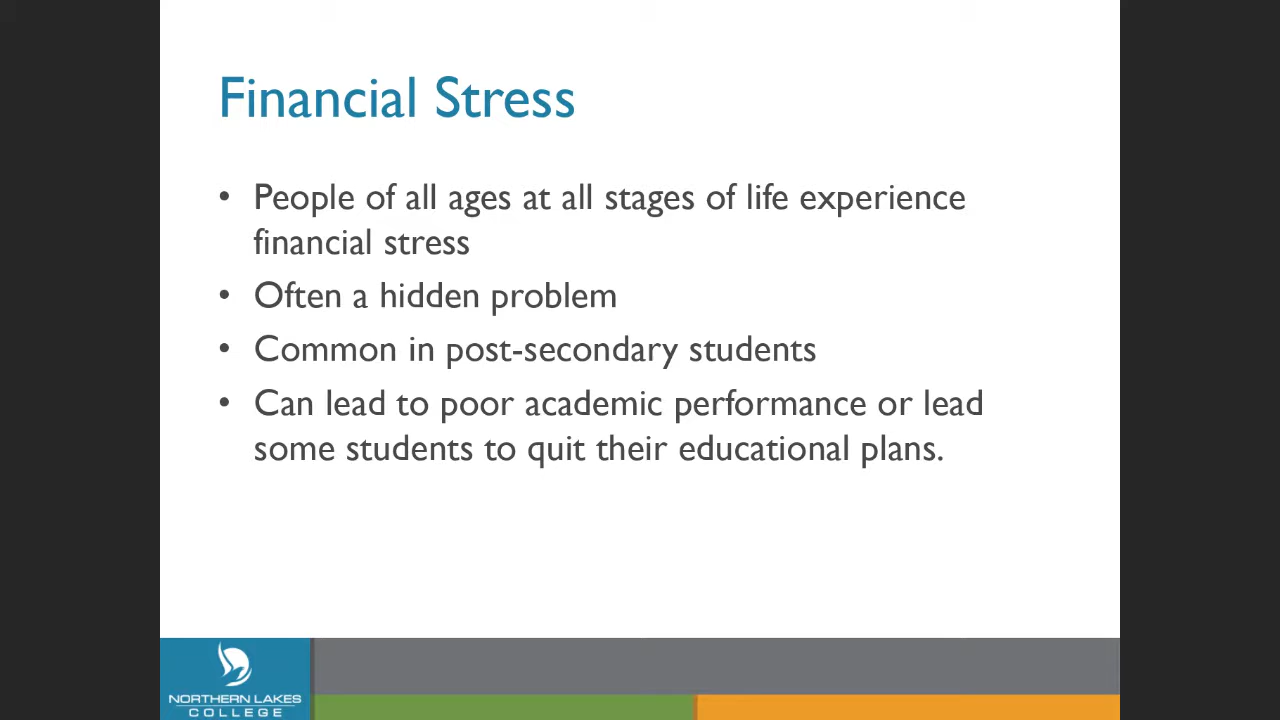 Financial Stress
• People of all ages at all stages of life experience
financial stress
• Often a hidden problem
• Common in post-secondary students
• Can lead to poor academic performance or lead
some students to quit their educational plans.
NORTHERN LAKES
COLLEGE